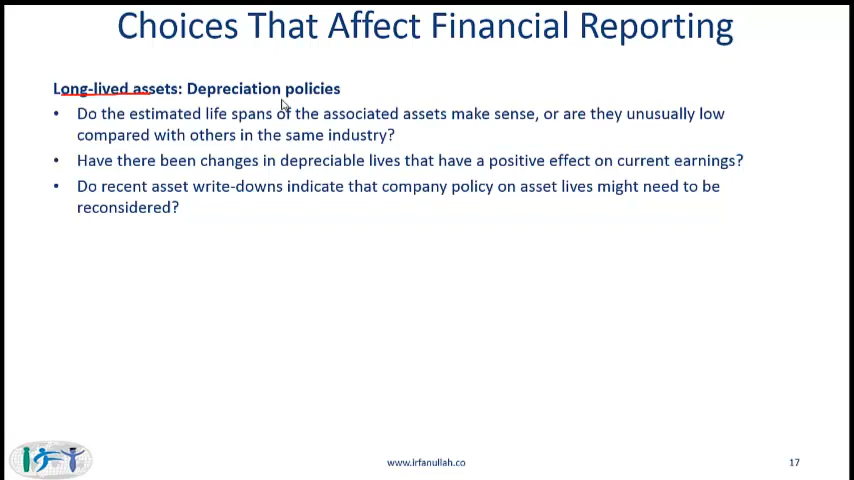 Choices That Affect Financial Reporting
Long-lived assets: Depreciation policies
• Do the estimated life spans of the associated assets make sense, or are they unusually low
compared with others in the same industry?
• Have there been changes in depreciable lives that have a positive effect on current earnings?
• Do recent asset write-downs indicate that company policy on asset lives might need to be
reconsidered?
www.irfanullah.co
17